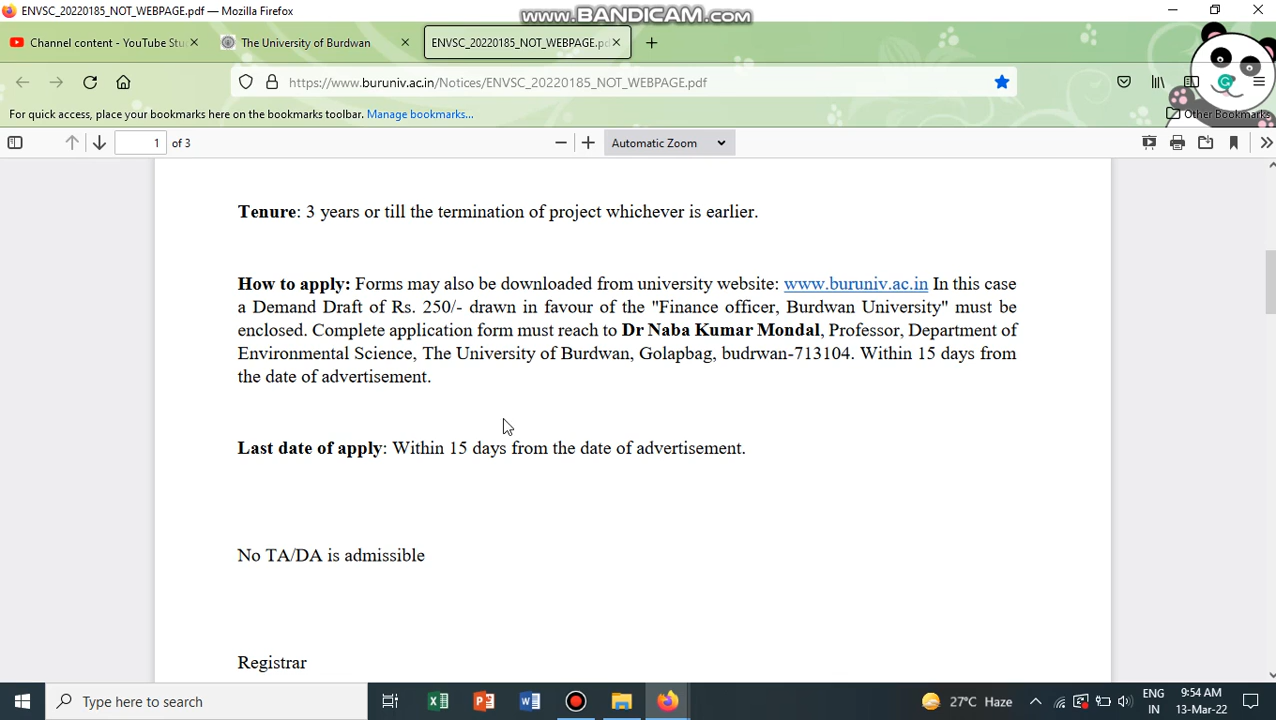 ENVSC_20220185_NOT_WEBPAGE.pdf — Mozilla Firefox
www.BANDICAM.com
Channel content - YouTube Stu
The University of Burdwan
ENVSC_20220185_NOT_WEBPAGE.pd
https://www.buruniv.ac.in/Notices/ENVSC_20220185_NOT_WEBPAGE.pdf
For quick access, place your bookmarks here on the bookmarks toolbar. Manage bookmarks...
Other Bookmarks
1 of 3
Automatic Zoom
Tenure: 3 years or till the termination of project whichever is earlier.
How to apply: Forms may also be downloaded from university website: www.buruniv.ac.in In this case
a Demand Draft of Rs. 250/- drawn in favour of the "Finance officer, Burdwan University" must be
enclosed. Complete application form must reach to Dr Naba Kumar Mondal, Professor, Department of
Environmental Science, The University of Burdwan, Golapbag, budrwan-713104. Within 15 days from
the date of advertisement.
Last date of apply: Within 15 days from the date of advertisement.
No TA/DA is admissible
Registrar
Type here to search
27°C Haze
ENG
IN
9:54 AM
13-Mar-22